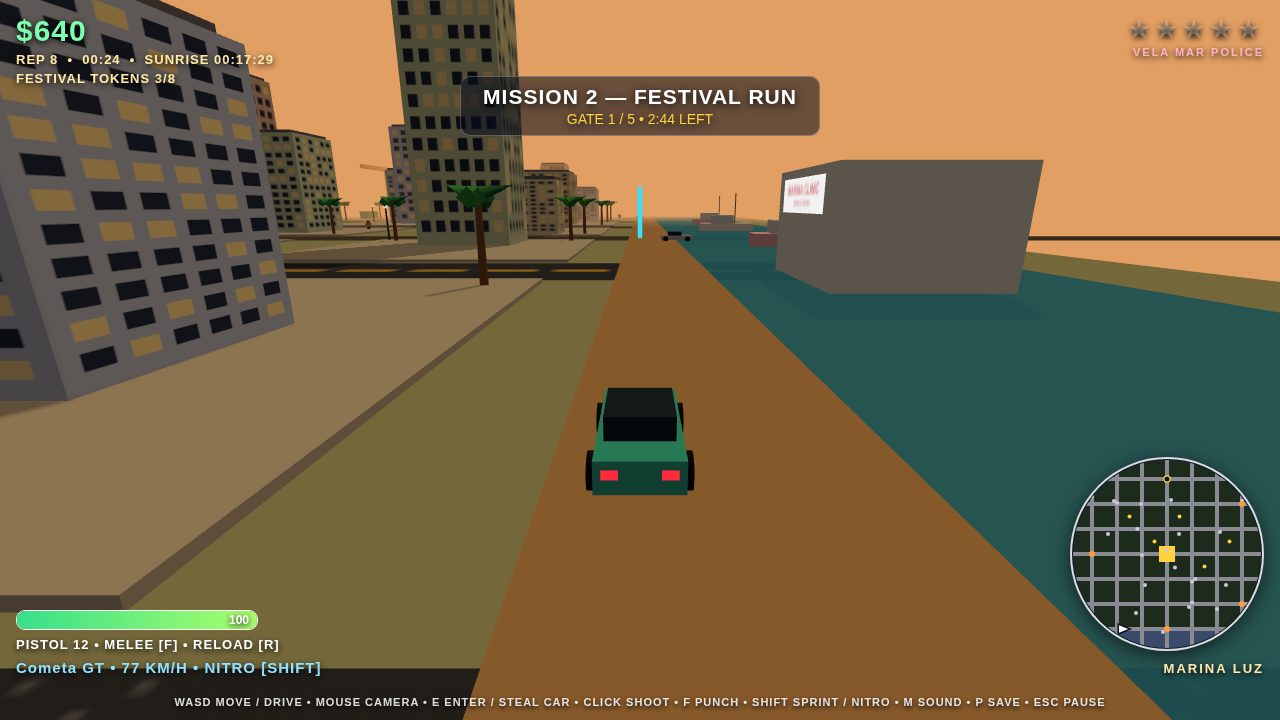 $640
REP 8 • 00:24 • SUNRISE 00:17:29
FESTIVAL TOKENS 3/8
★★★★★
VELA MAR POLICE
MISSION 2 — FESTIVAL RUN
GATE 1 / 5 • 2:44 LEFT
MARINA CLINIC
100
PISTOL 12 • MELEE [F] • RELOAD [R]
Cometa GT • 77 KM/H • NITRO [SHIFT]
MARINA LUZ
WASD MOVE / DRIVE • MOUSE CAMERA • E ENTER / STEAL CAR • CLICK SHOOT • F PUNCH • SHIFT SPRINT / NITRO • M SOUND • P SAVE • ESC PAUSE